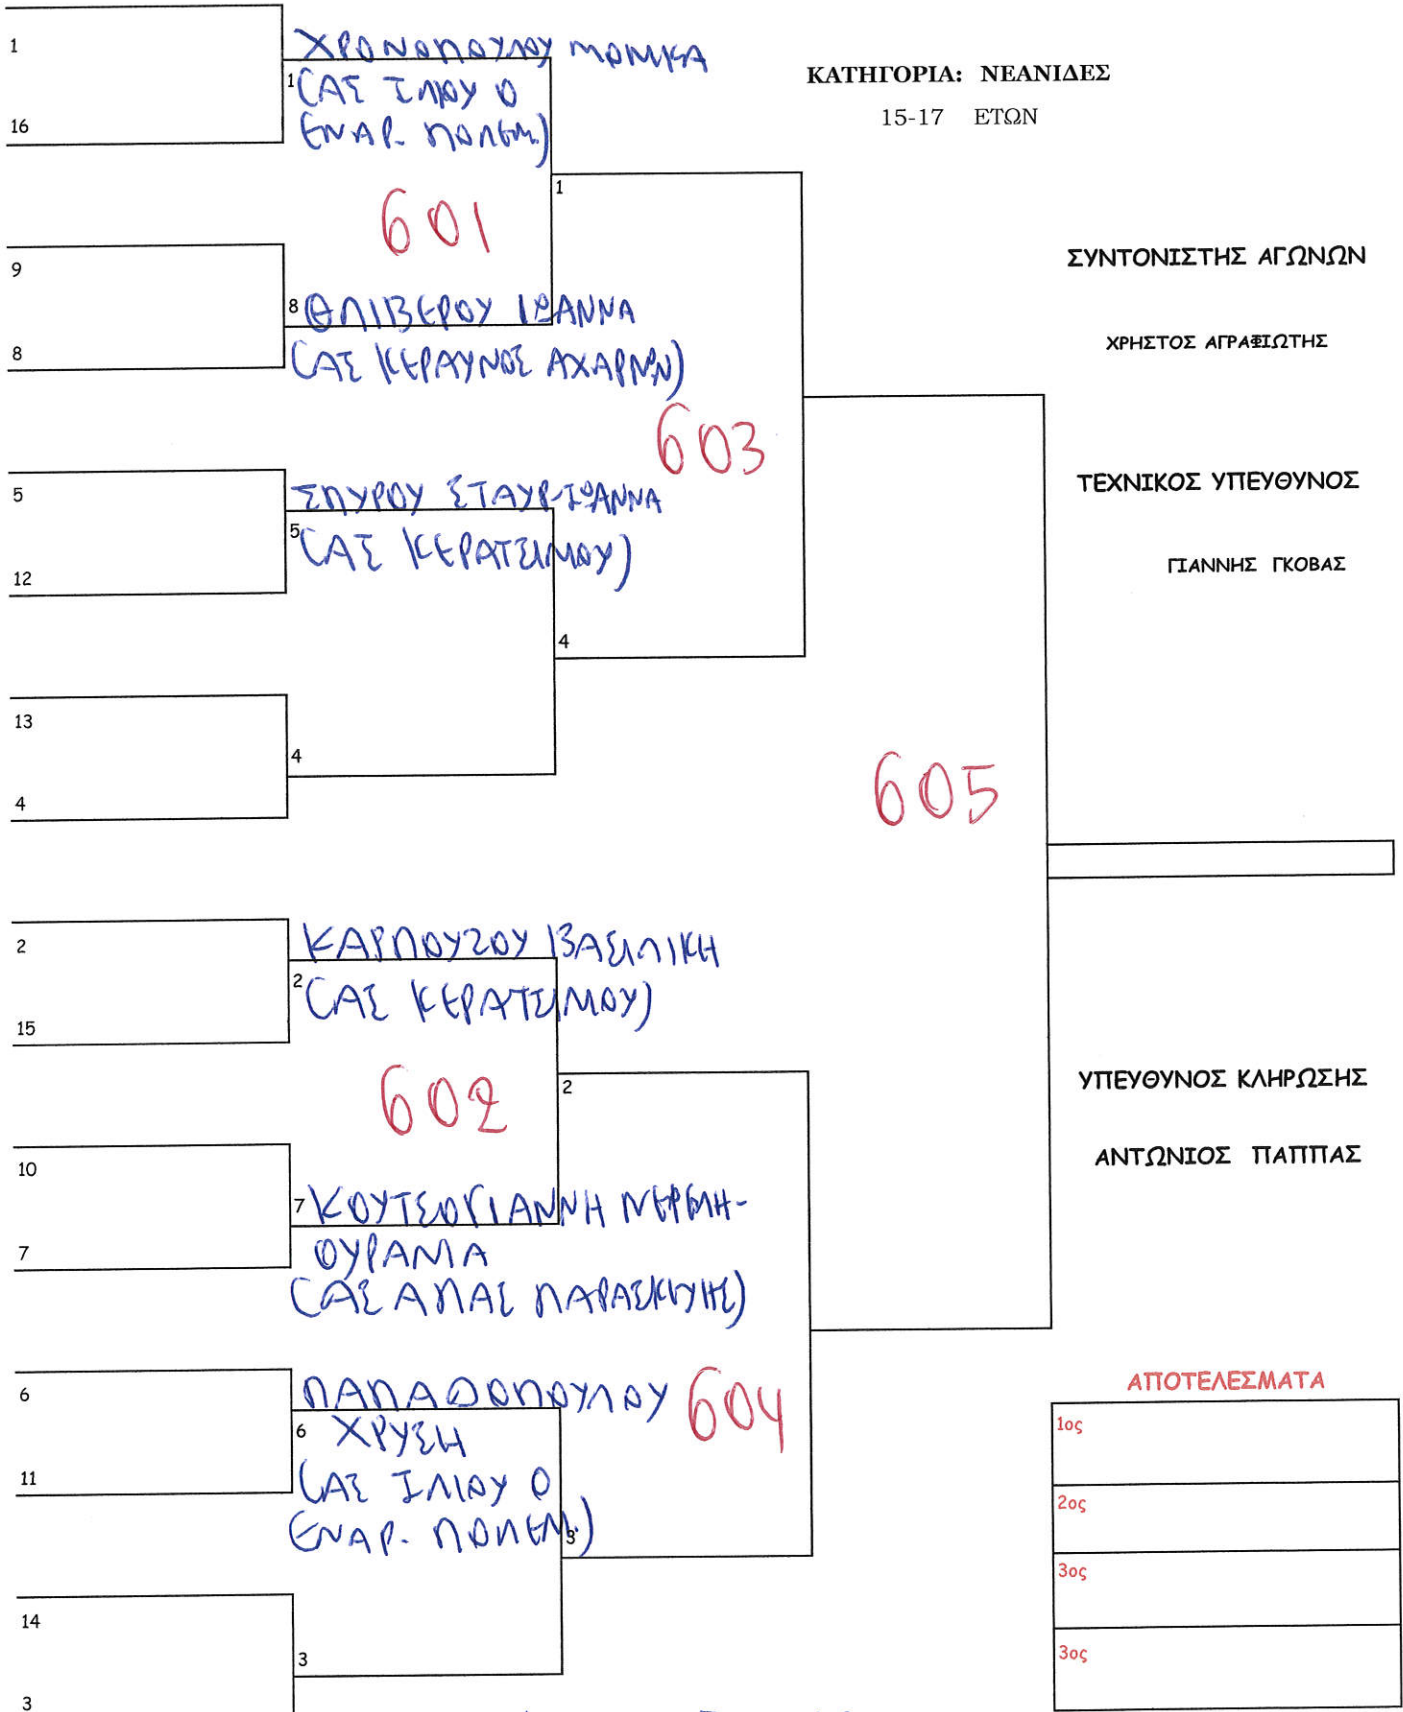 ΚΑΤΗΓΟΡΙΑ: ΝΕΑΝΙΔΕΣ
15-17 ΕΤΩΝ
1
ΧΡΟΝΟΠΟΥΛΟΥ ΜΟΝΙΚΑ
1
(ΑΣ ΙΛΙΟΥ Ο
16
ΕΝΑΡ. ΠΟΛΕΜ.)
601
1
9
8
ΘΛΙΒΕΡΟΥ ΙΩΑΝΝΑ
8
(ΑΣ ΚΕΡΑΥΝΟΣ ΑΧΑΡΝΩΝ)
603
5
ΣΠΥΡΟΥ ΣΤΑΥΡ-ΙΩΑΝΝΑ
5
(ΑΣ ΚΕΡΑΤΣΙΝΙΟΥ)
12
4
13
4
4
605
2
ΚΑΡΠΟΥΖΟΥ ΒΑΣΙΛΙΚΗ
2
(ΑΣ ΚΕΡΑΤΣΙΝΙΟΥ)
15
602
2
10
7
ΚΟΥΤΣΟΓΙΑΝΝΗ
7
ΟΥΡΑΝΙΑ
(ΑΣ ΑΓΙΑΣ ΠΑΡΑΣΚΕΥΗΣ)
6
ΠΑΠΑΔΟΠΟΥΛΟΥ
604
6
ΧΡΥΣΗ
11
(ΑΣ ΙΛΙΟΥ Ο
ΕΝΑΡ. ΠΟΛΕΜ.)
3
14
3
3
ΣΥΝΤΟΝΙΣΤΗΣ ΑΓΩΝΩΝ
ΧΡΗΣΤΟΣ ΑΓΡΑΦΙΩΤΗΣ
ΤΕΧΝΙΚΟΣ ΥΠΕΥΘΥΝΟΣ
ΓΙΑΝΝΗΣ ΓΚΟΒΑΣ
ΥΠΕΥΘΥΝΟΣ ΚΛΗΡΩΣΗΣ
ΑΝΤΩΝΙΟΣ ΠΑΠΠΑΣ
ΑΠΟΤΕΛΕΣΜΑΤΑ
1ος
2ος
3ος
3ος